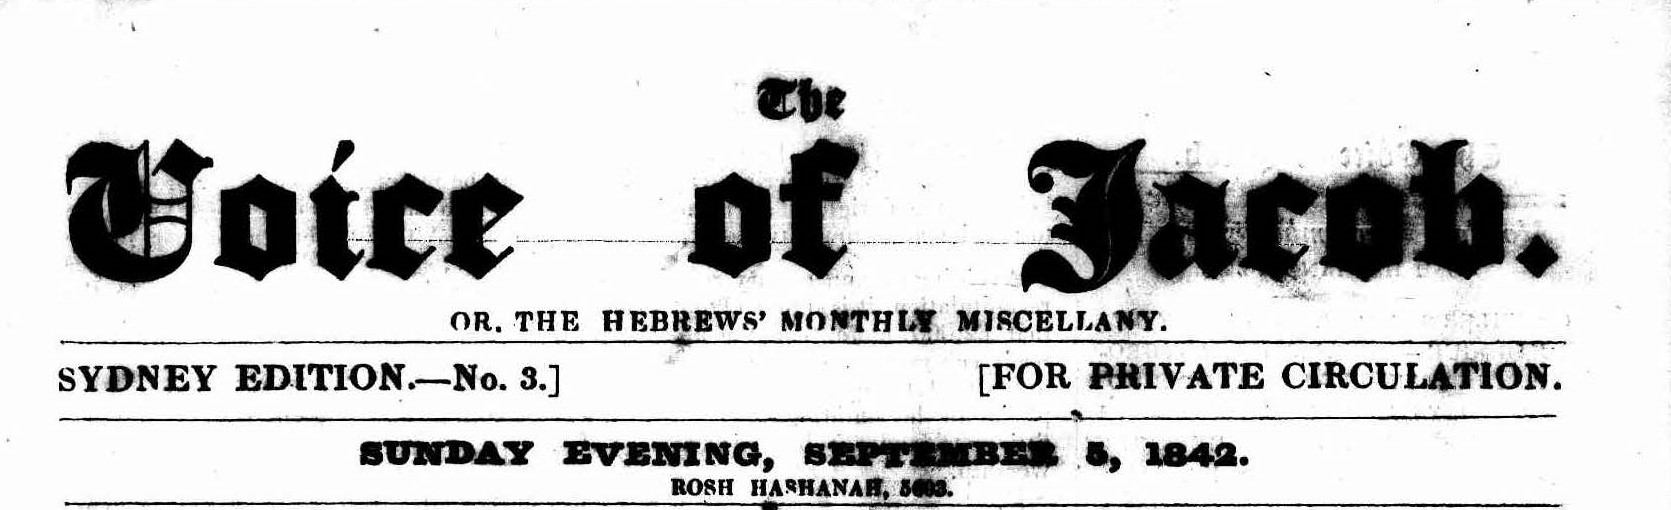 The
Voice of Jacob.
OR, THE HEBREWS' MONTHLY MISCELLANY.
SYDNEY EDITION.—No. 3.] [FOR PRIVATE CIRCULATION.
SUNDAY EVENING, SEPTEMBER 5, 1842.
ROSH HASHANAH,